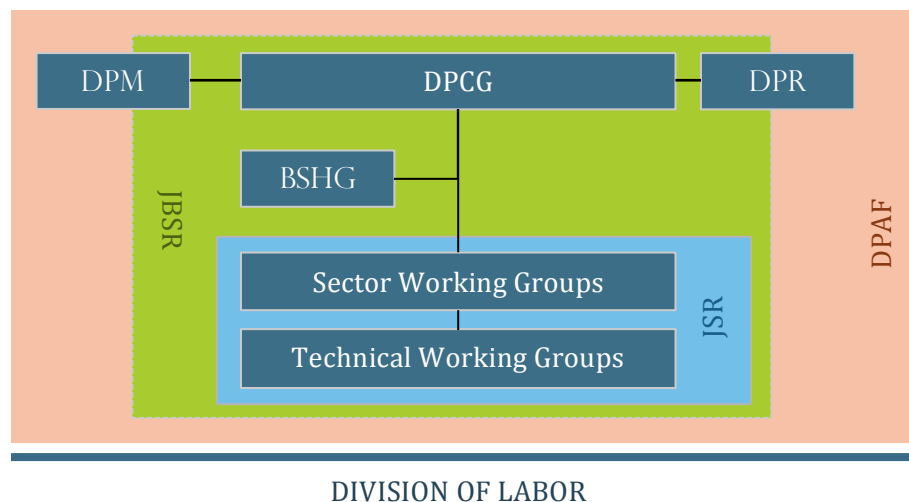 DPM
DPCG
DPR
BSHG
JBSR
DPAF
Sector Working Groups
JSR
Technical Working Groups
DIVISION OF LABOR